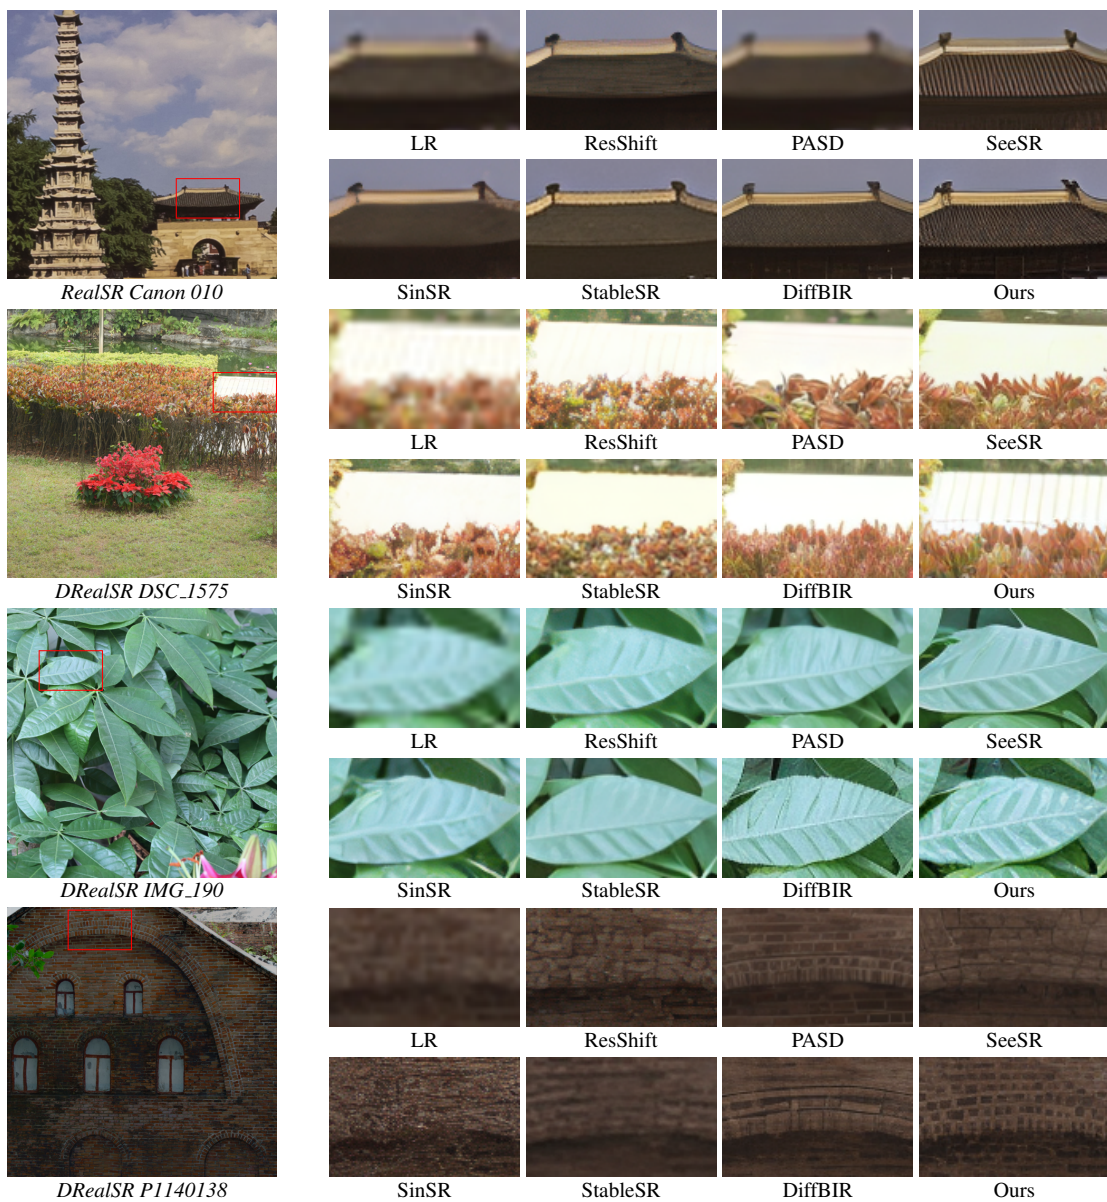 LR ResShift PASD SeeSR
SinSR StableSR DiffBIR Ours
RealSR Canon 010
LR ResShift PASD SeeSR
SinSR StableSR DiffBIR Ours
DRealSR DSC_1575
LR ResShift PASD SeeSR
SinSR StableSR DiffBIR Ours
DRealSR IMG_190
LR ResShift PASD SeeSR
SinSR StableSR DiffBIR Ours
DRealSR P1140138